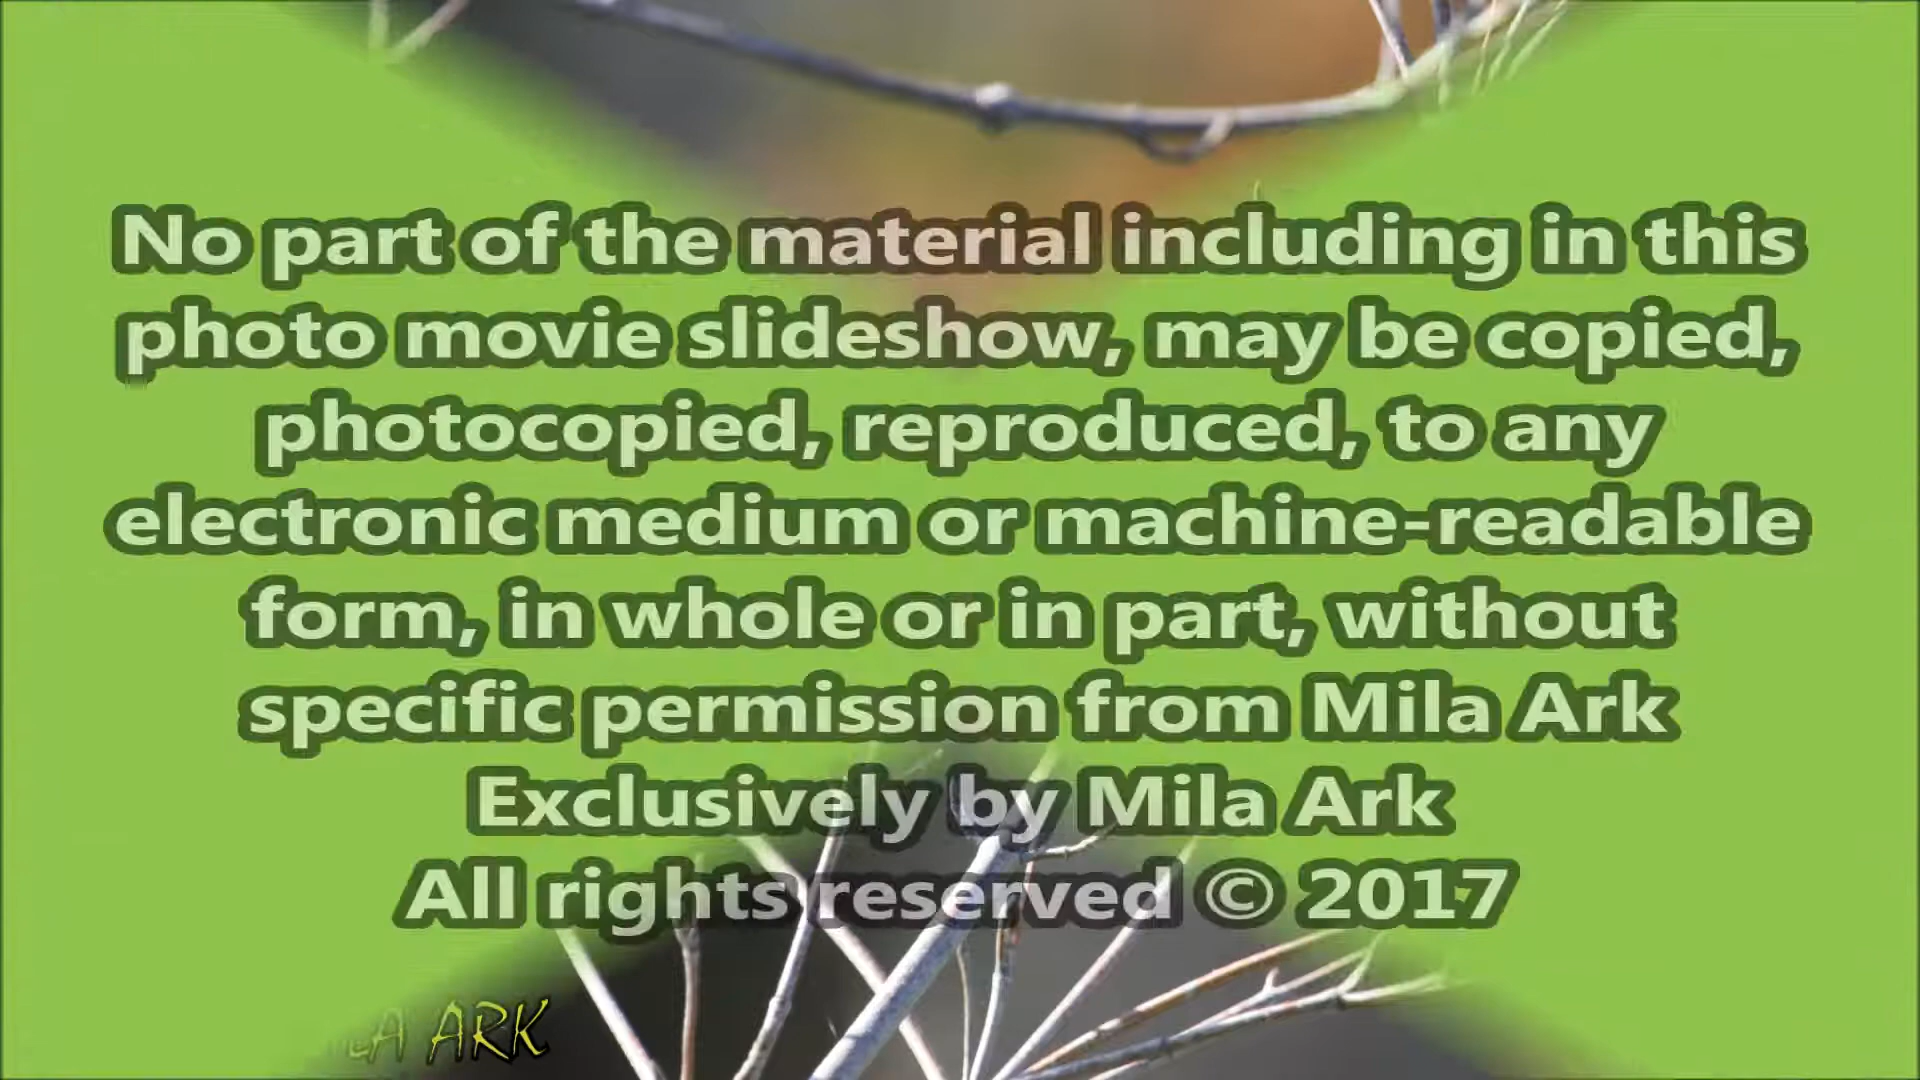 No part of the material including in this
photo movie slideshow, may be copied,
photocopied, reproduced, to any
electronic medium or machine-readable
form, in whole or in part, without
specific permission from Mila Ark
Exclusively by Mila Ark
All rights reserved © 2017
ARK